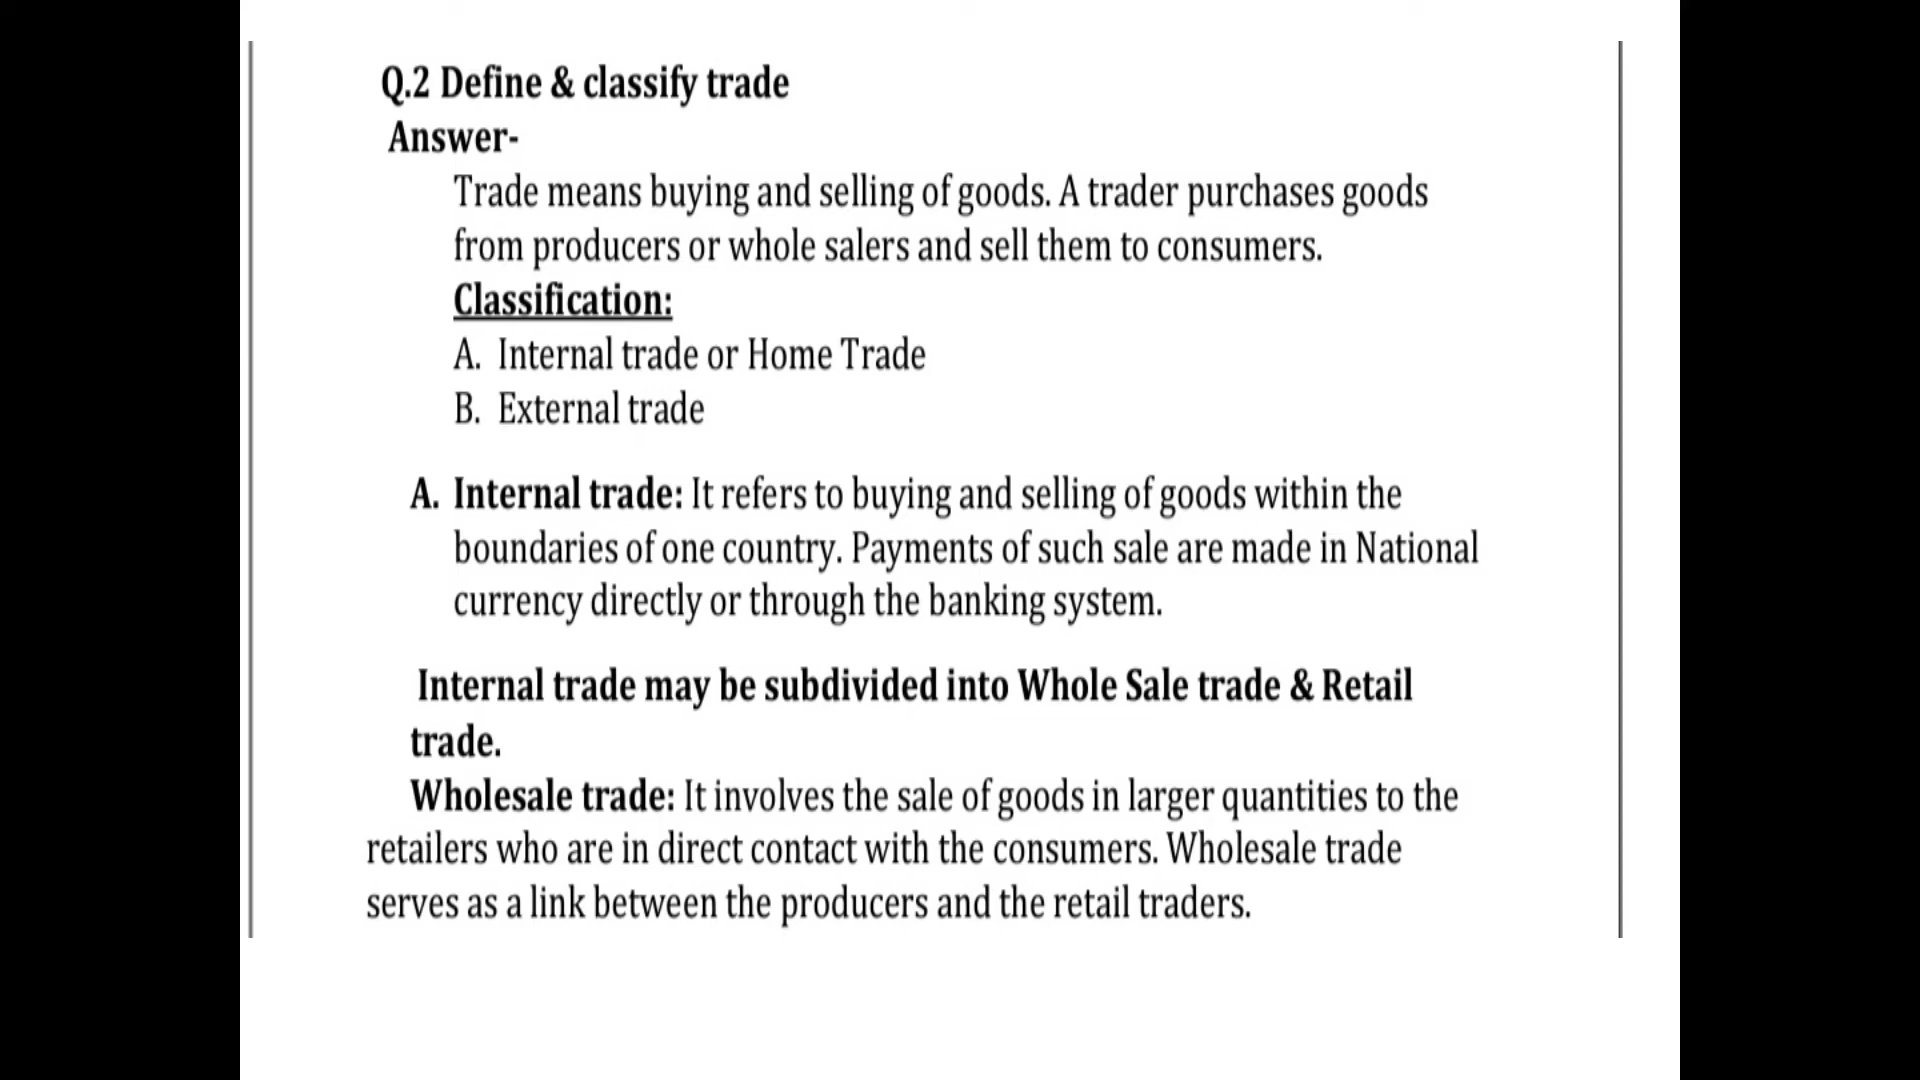 Q.2 Define & classify trade
Answer-
Trade means buying and selling of goods. A trader purchases goods
from producers or whole salers and sell them to consumers.
Classification:
A. Internal trade or Home Trade
B. External trade
A. Internal trade: It refers to buying and selling of goods within the
boundaries of one country. Payments of such sale are made in National
currency directly or through the banking system.
Internal trade may be subdivided into Whole Sale trade & Retail
trade.
Wholesale trade: It involves the sale of goods in larger quantities to the
retailers who are in direct contact with the consumers. Wholesale trade
serves as a link between the producers and the retail traders.